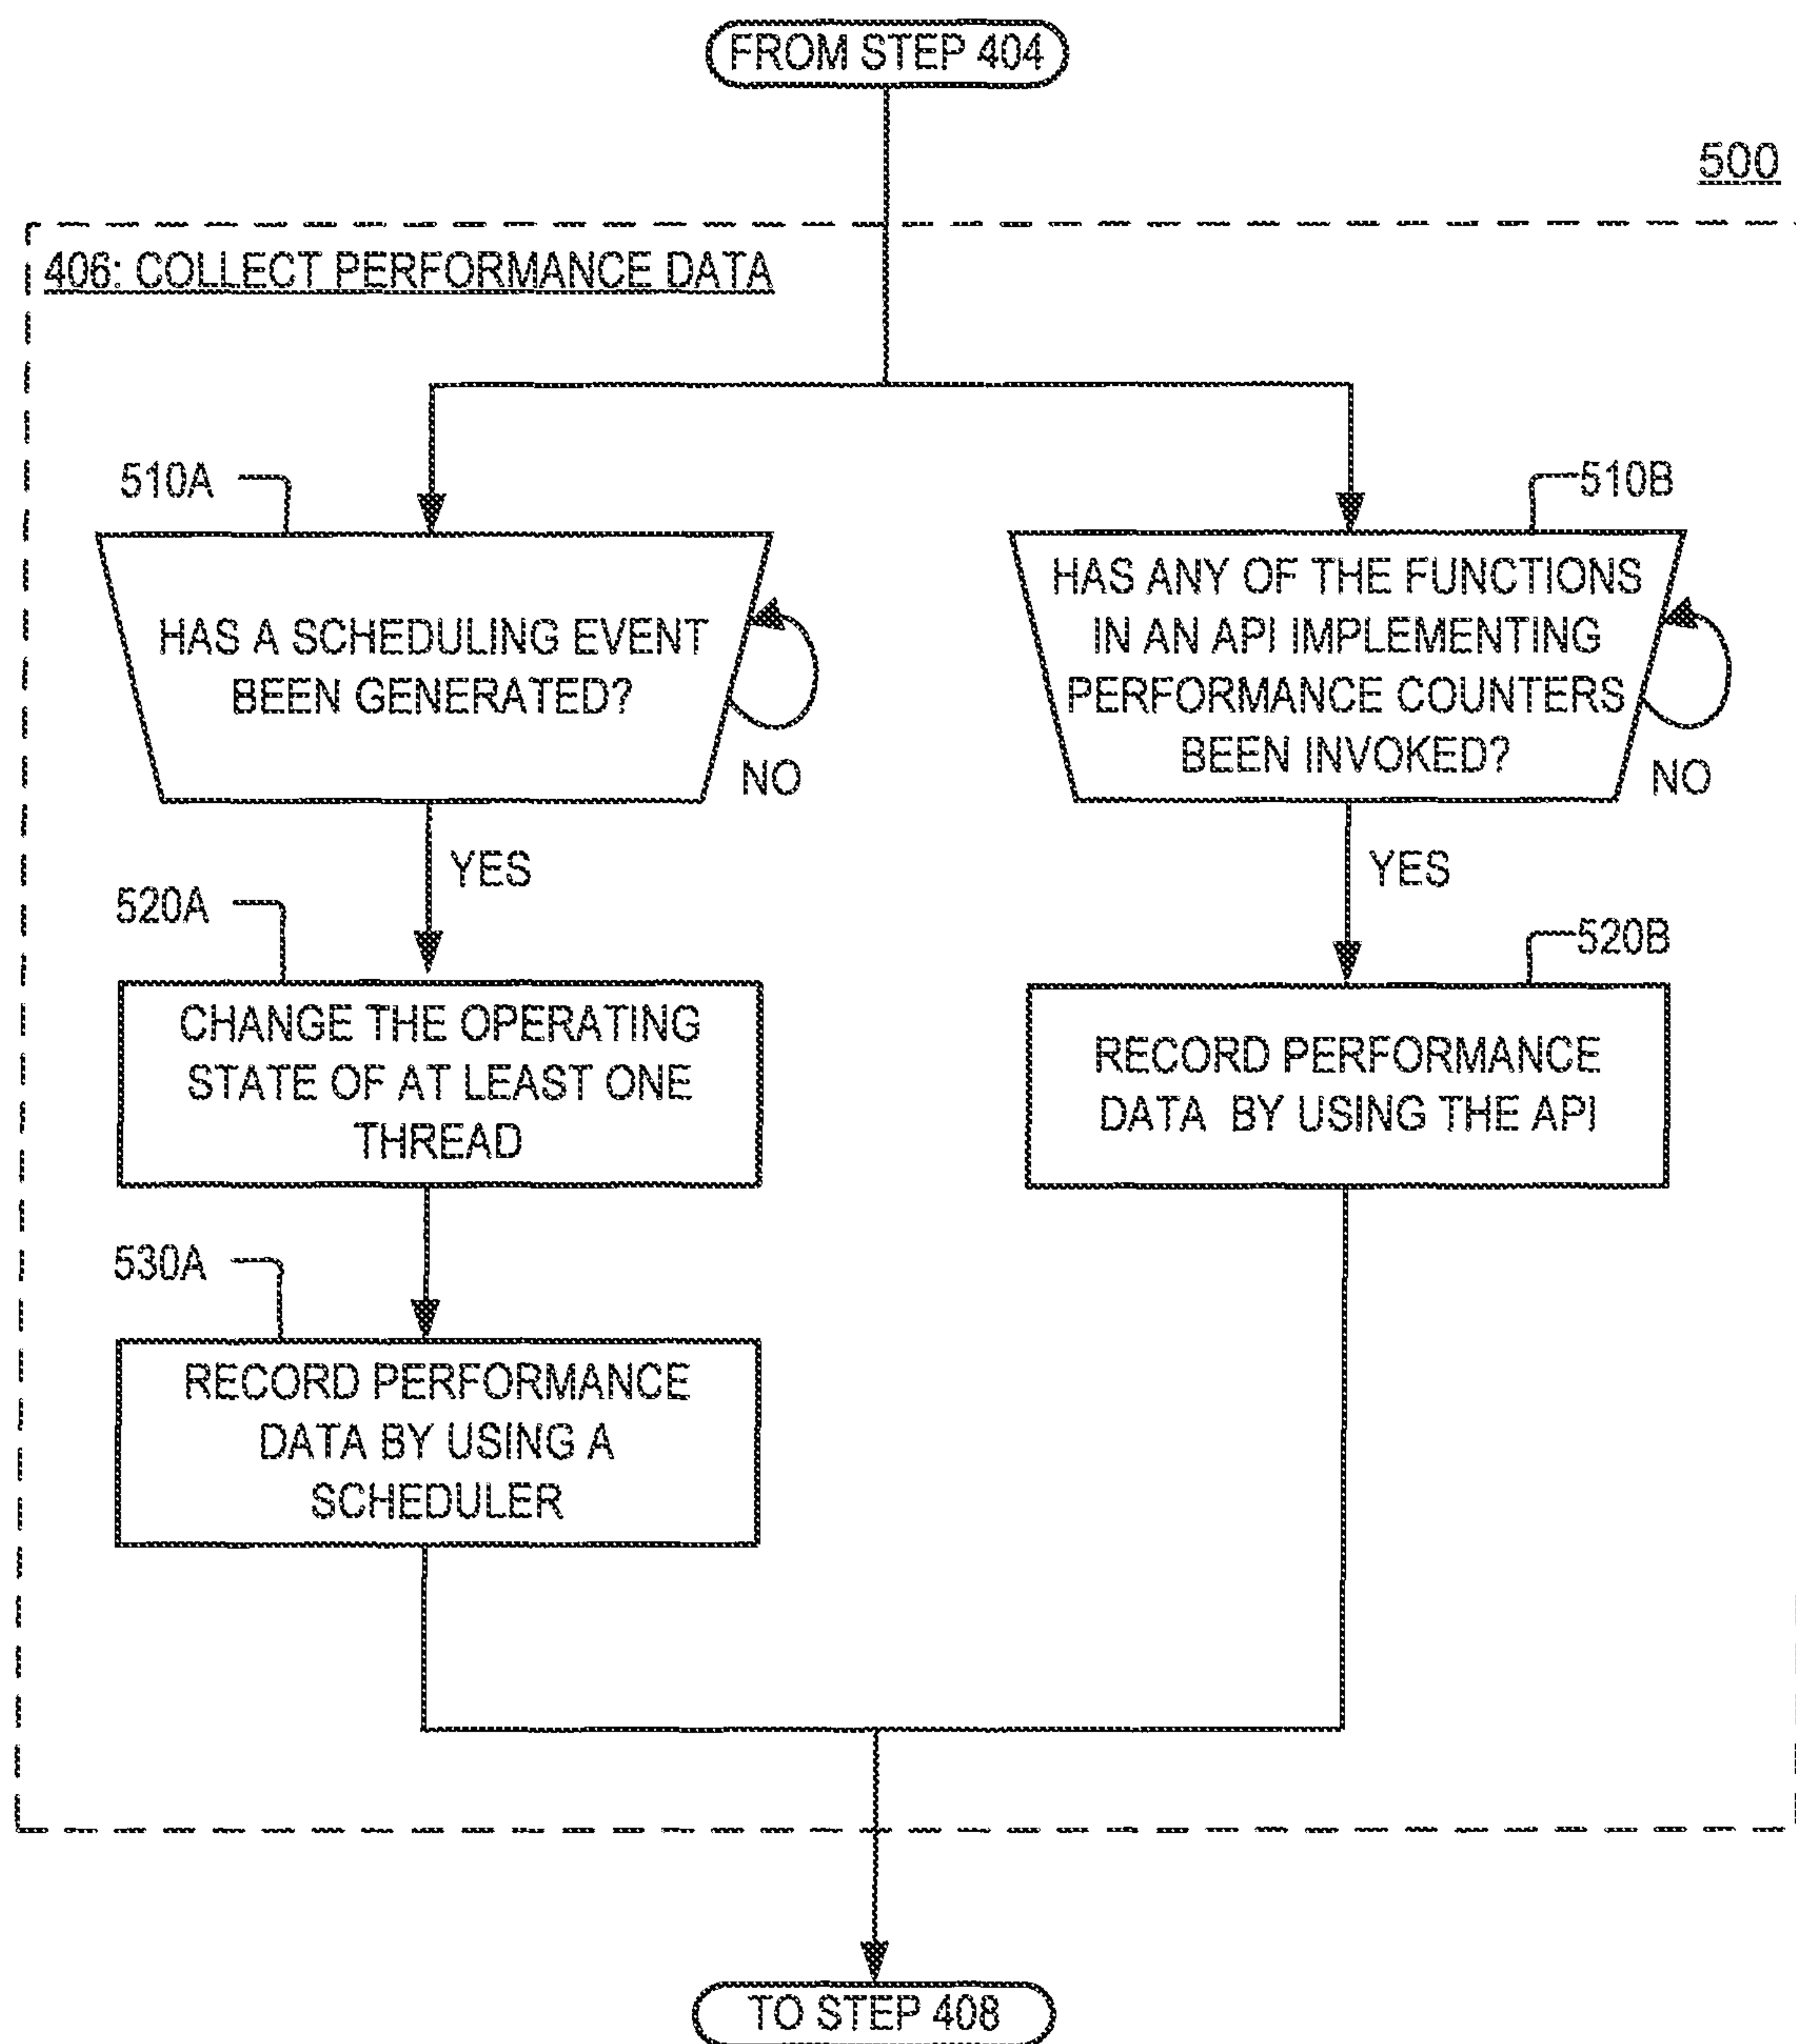 FROM STEP 404
500
406: COLLECT PERFORMANCE DATA
510A
HAS A SCHEDULING EVENT
BEEN GENERATED?
NO
YES
510B
HAS ANY OF THE FUNCTIONS
IN AN API IMPLEMENTING
PERFORMANCE COUNTERS
BEEN INVOKED?
NO
YES
520A
CHANGE THE OPERATING
STATE OF AT LEAST ONE
THREAD
520B
RECORD PERFORMANCE
DATA BY USING THE API
530A
RECORD PERFORMANCE
DATA BY USING A
SCHEDULER
TO STEP 408